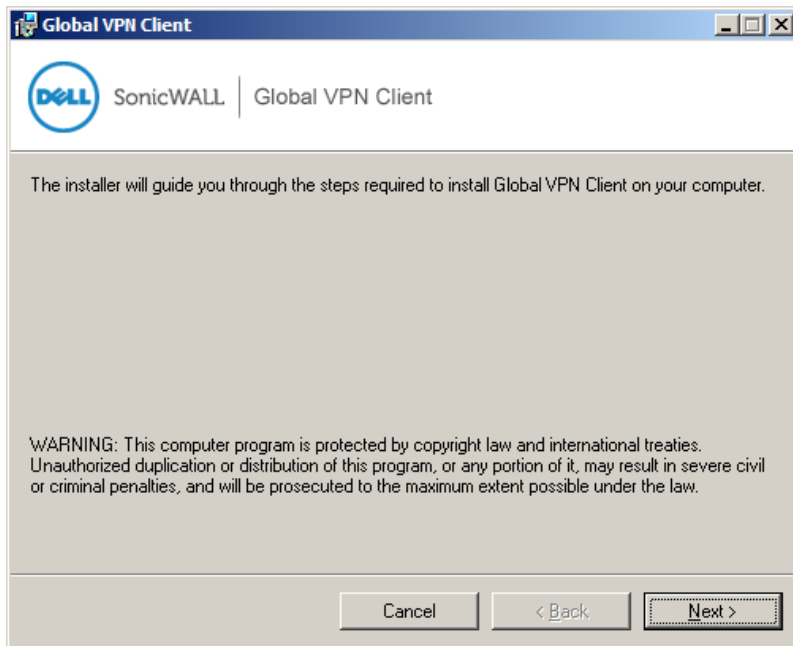 Global VPN Client
DELL SonicWALL | Global VPN Client
The installer will guide you through the steps required to install Global VPN Client on your computer.
WARNING: This computer program is protected by copyright law and international treaties.
Unauthorized duplication or distribution of this program, or any portion of it, may result in severe civil
or criminal penalties, and will be prosecuted to the maximum extent possible under the law.
Cancel < Back Next >